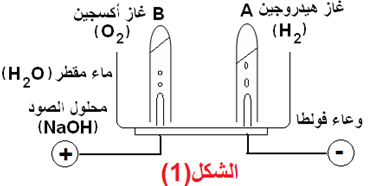 غاز هيدروجين
(H2)
A
غاز أكسجين
(O2)
B
ماء مقطر (H2O)
محلول الصود
(NaOH)
وعاء فولطا
+
-
الشكل(1)